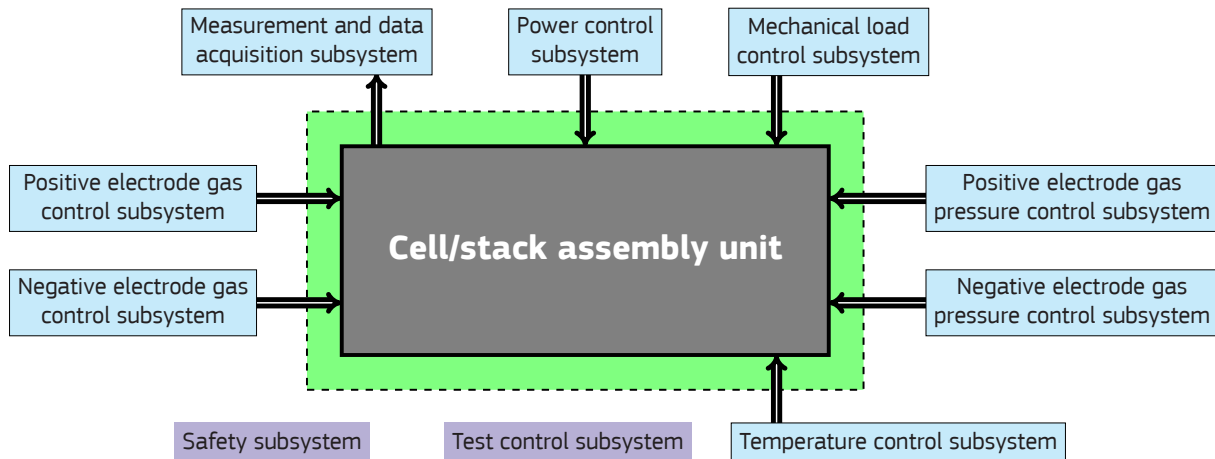 Measurement and data
acquisition subsystem
Power control
subsystem
Mechanical load
control subsystem
Positive electrode gas
control subsystem
Positive electrode gas
pressure control subsystem
Cell/stack assembly unit
Negative electrode gas
control subsystem
Negative electrode gas
pressure control subsystem
Safety subsystem
Test control subsystem
Temperature control subsystem